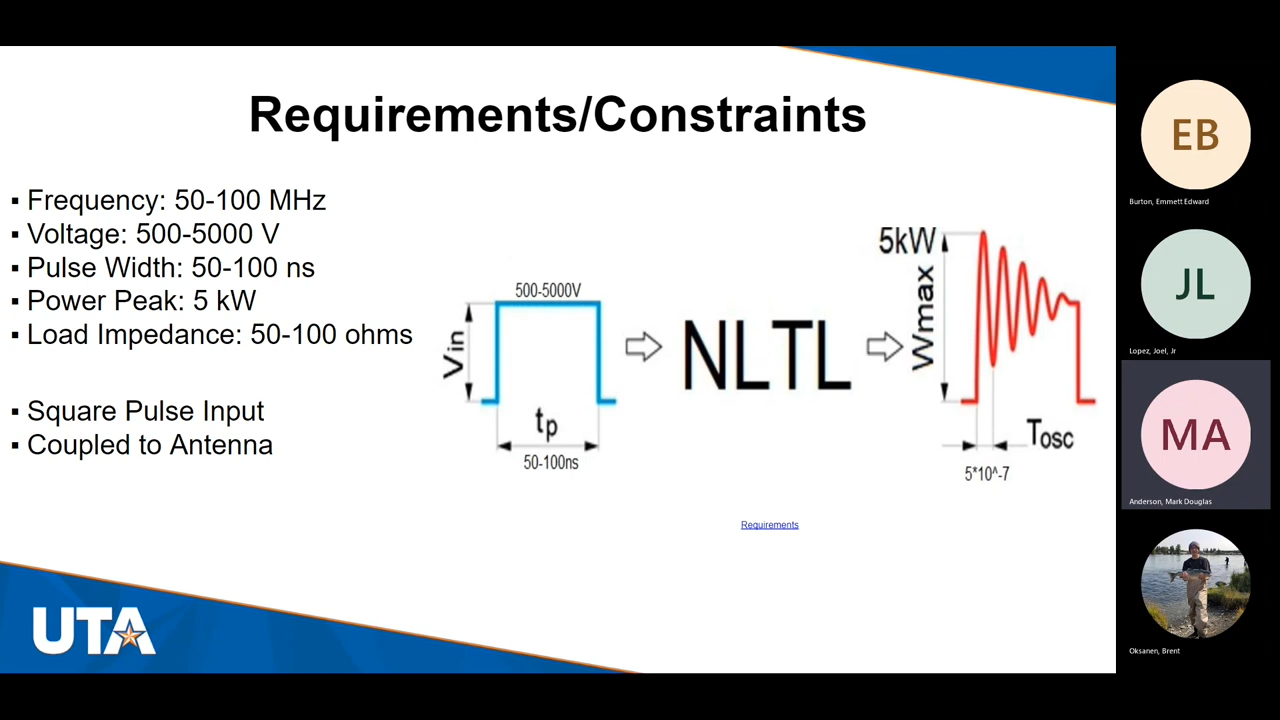 Requirements/Constraints
▪ Frequency: 50-100 MHz
▪ Voltage: 500-5000 V
▪ Pulse Width: 50-100 ns
▪ Power Peak: 5 kW
▪ Load Impedance: 50-100 ohms
▪ Square Pulse Input
▪ Coupled to Antenna
500-5000V
Vin
tp
50-100ns
NLTL
5kW
Wmax
Tosc
5*10^-7
Requirements
UTA
EB
Burton, Emmett Edward
JL
Lopez, Joel, Jr
MA
Anderson, Mark Douglas
Oksanen, Brent